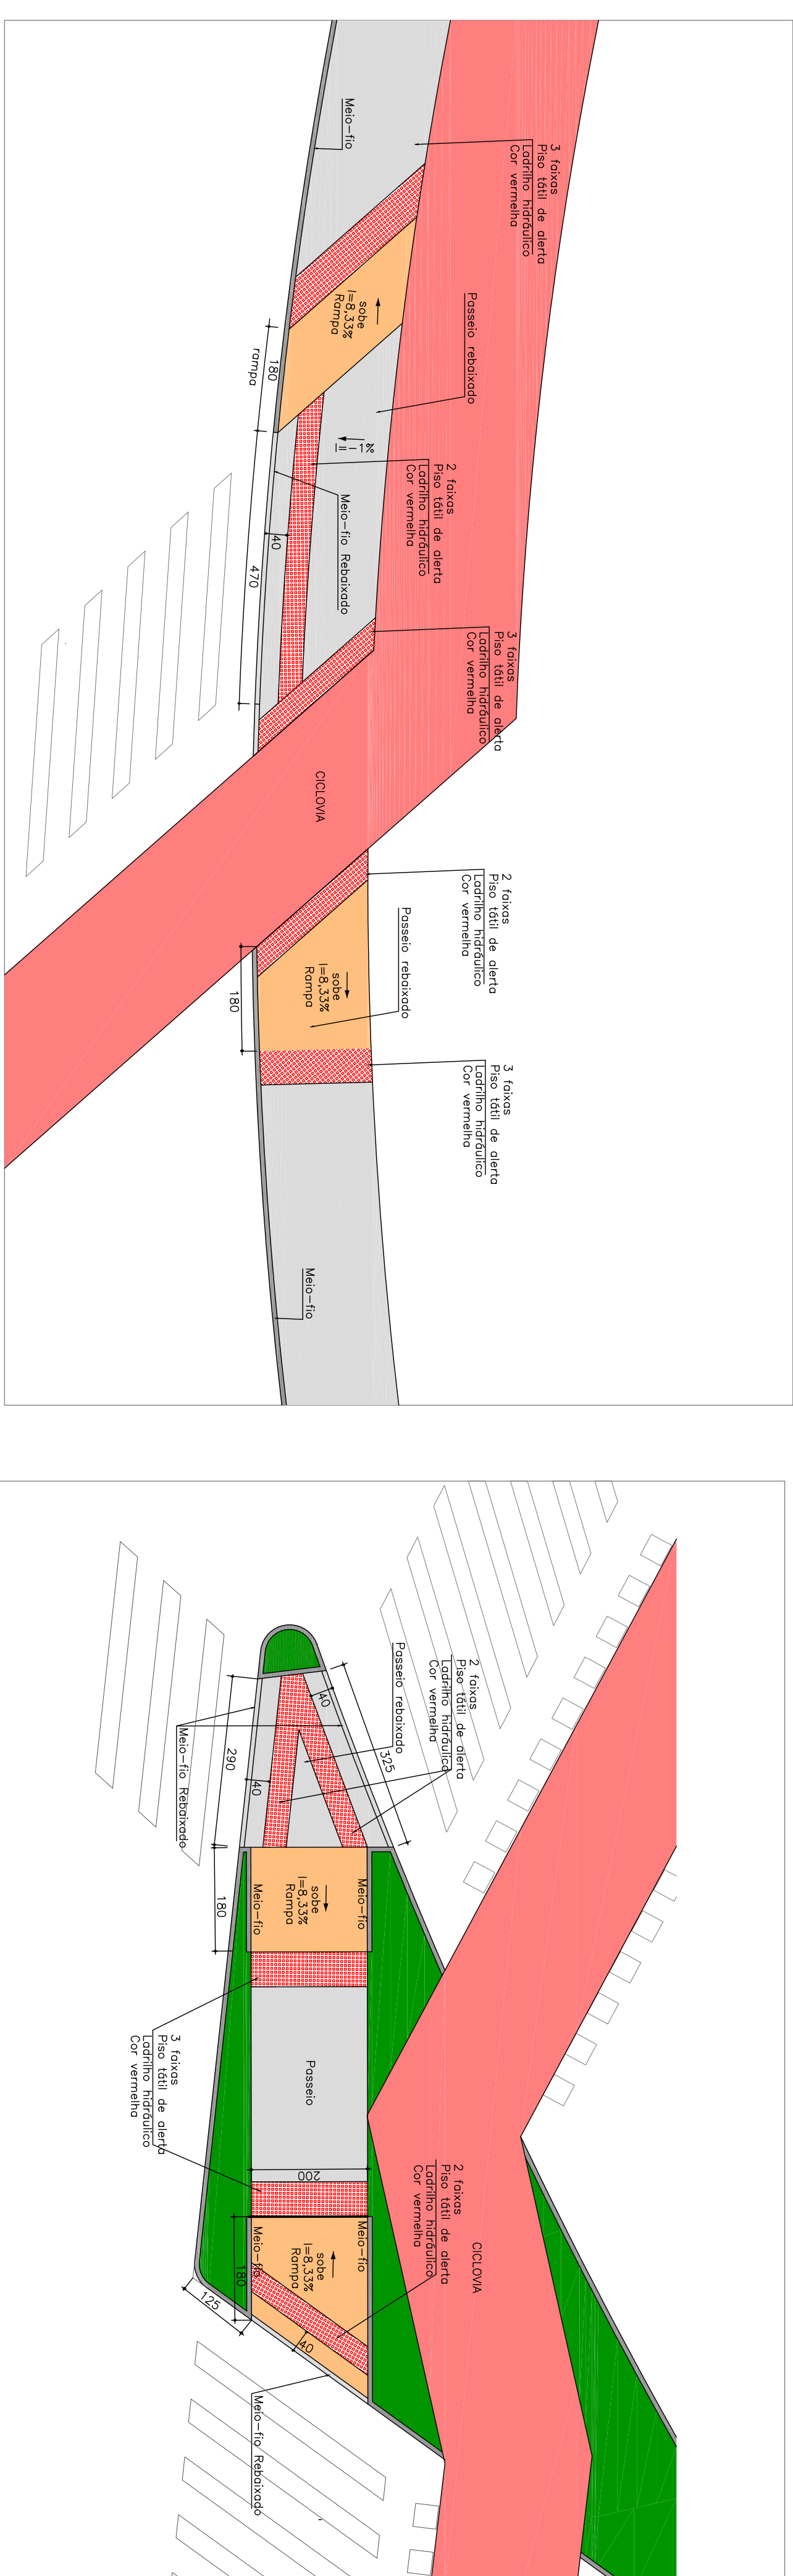 Meio-fio
3 faixas
Piso tátil de alerta
Ladrilho hidráulico
Cor vermelha
sobe
I=8,33%
Rampa
180
rampa
Passeio rebaixado
I=-1%
2 faixas
Piso tátil de alerta
Ladrilho hidráulico
Cor vermelha
Meio-fio Rebaixado
40
470
3 faixas
Piso tátil de alerta
Ladrilho hidráulico
Cor vermelha
CICLOVIA
2 faixas
Piso tátil de alerta
Ladrilho hidráulico
Cor vermelha
Passeio rebaixado
sobe
I=8,33%
Rampa
180
3 faixas
Piso tátil de alerta
Ladrilho hidráulico
Cor vermelha
Meio-fio
2 faixas
Piso tátil de alerta
Ladrilho hidráulico
Cor vermelha
Passeio rebaixado
40
325
Meio-fio Rebaixado
290
40
Meio-fio
sobe
I=8,33%
Rampa
Meio-fio
180
3 faixas
Piso tátil de alerta
Ladrilho hidráulico
Cor vermelha
Passeio
200
2 faixas
Piso tátil de alerta
Ladrilho hidráulico
Cor vermelha
CICLOVIA
Meio-fio
sobe
I=8,33%
Rampa
Meio-fio
180
125
40
Meio-fio Rebaixado